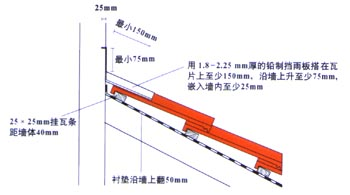 25mm
最小150mm
最小75mm
用 1.8-2.25 mm厚的铅制挡雨板搭在瓦
片上至少150mm，沿墙上升至少75mm，
嵌入墙内至少25mm
25×25mm挂瓦条
距墙体40mm
衬垫沿墙上翻50mm